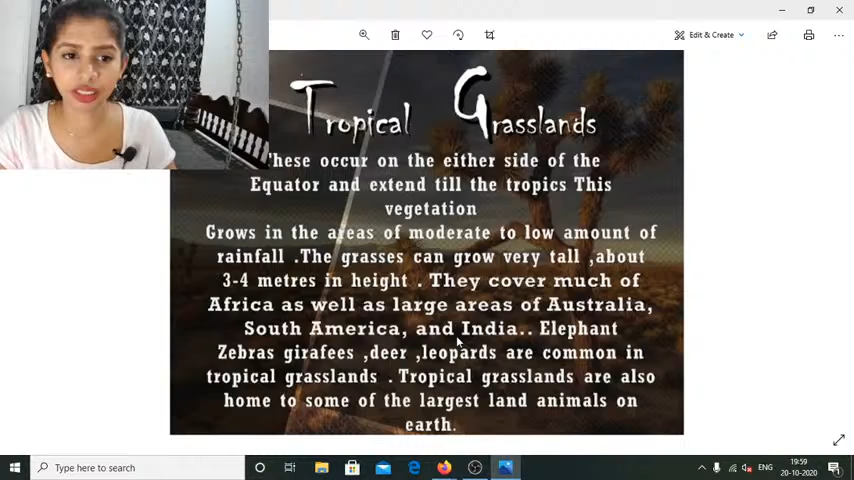 Edit & Create
Tropical Grasslands
hese occur on the either side of the
Equator and extend till the tropics This
vegetation
Grows in the areas of moderate to low amount of
rainfall .The grasses can grow very tall ,about
3-4 metres in height . They cover much of
Africa as well as large areas of Australia,
South America, and India.. Elephant
Zebras girafees ,deer ,leopards are common in
tropical grasslands . Tropical grasslands are also
home to some of the largest land animals on
earth.
Type here to search
ENG
19:59
20-10-2020